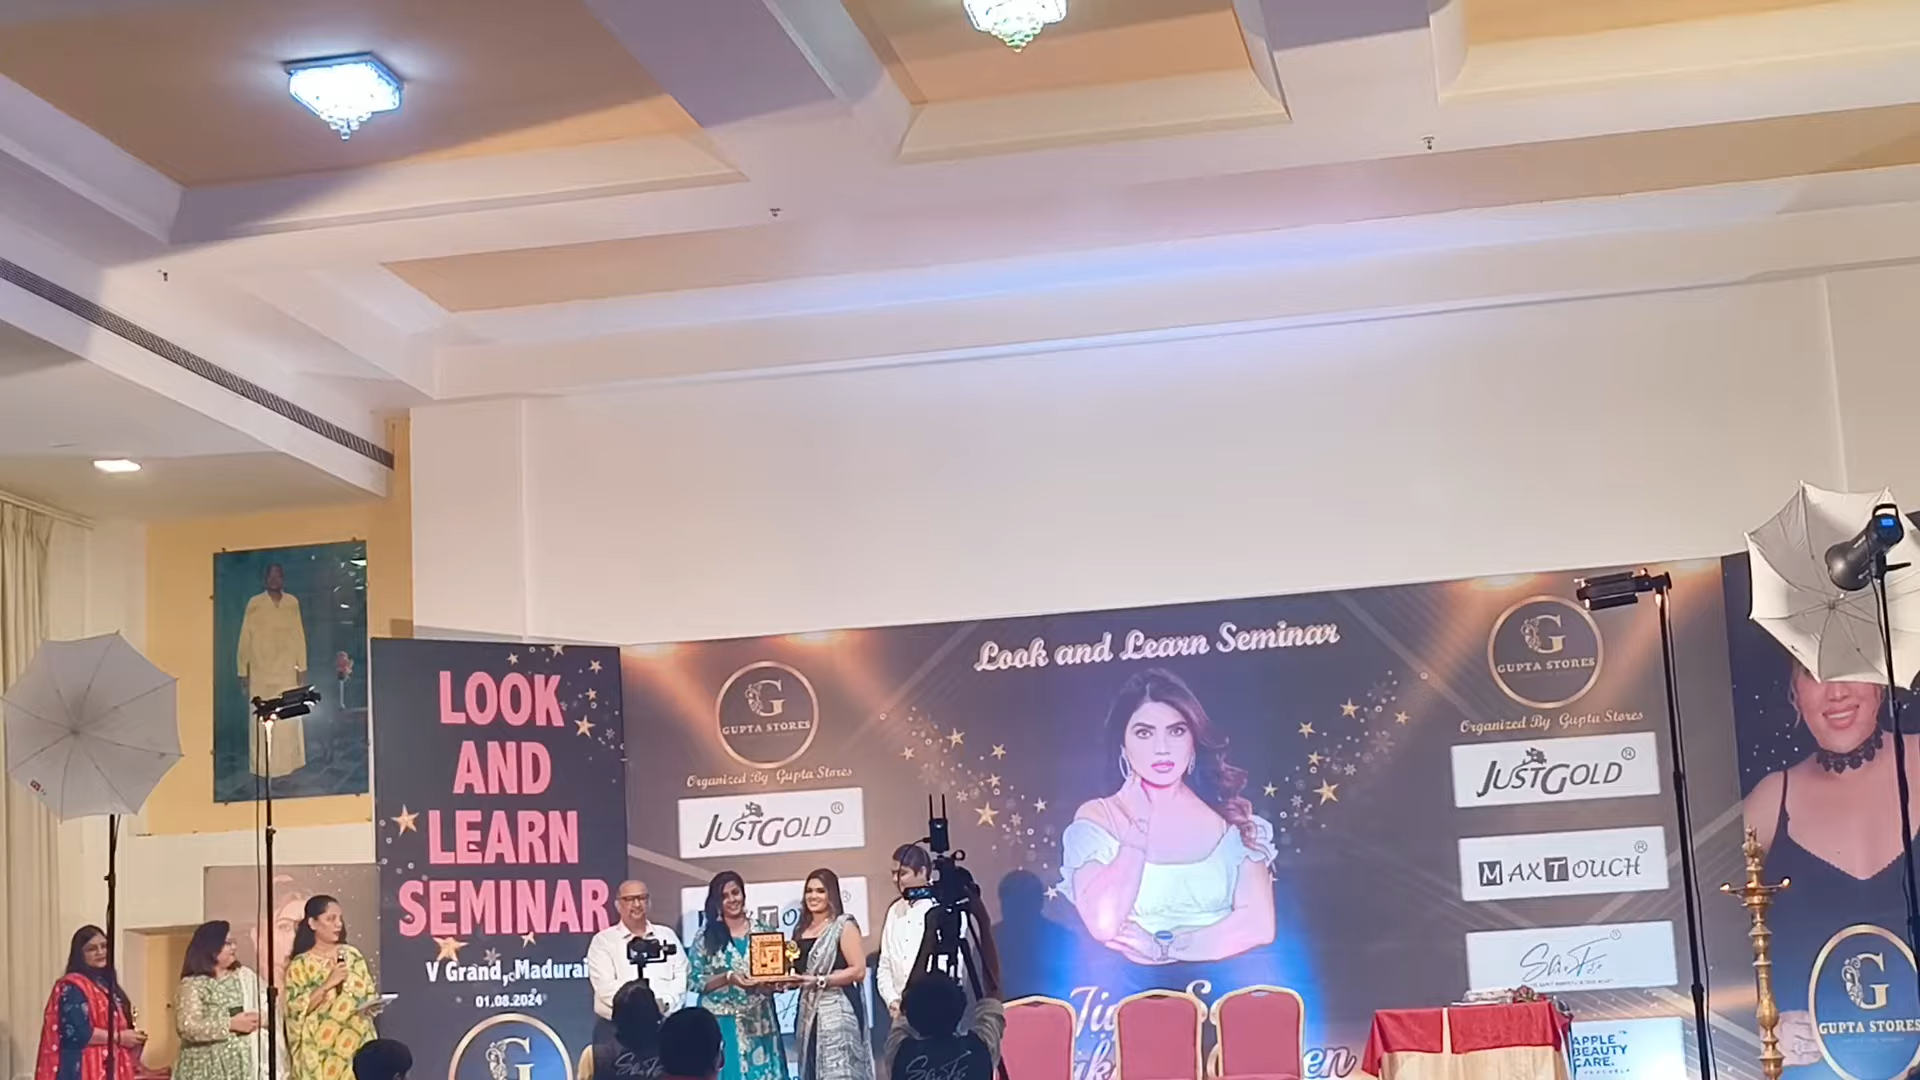 LOOK
AND
LEARN
SEMINAR
V Grand, Madurai
01.08.2024
G
GUPTA STORES
Organized By Gupta Stores
JUSTGOLD®
Look and Learn Seminar
G
GUPTA STORES
Organized By Gupta Stores
JUSTGOLD®
MAXTOUCH®
APPLE
BEAUTY
CARE.
G
GUPTA STORES